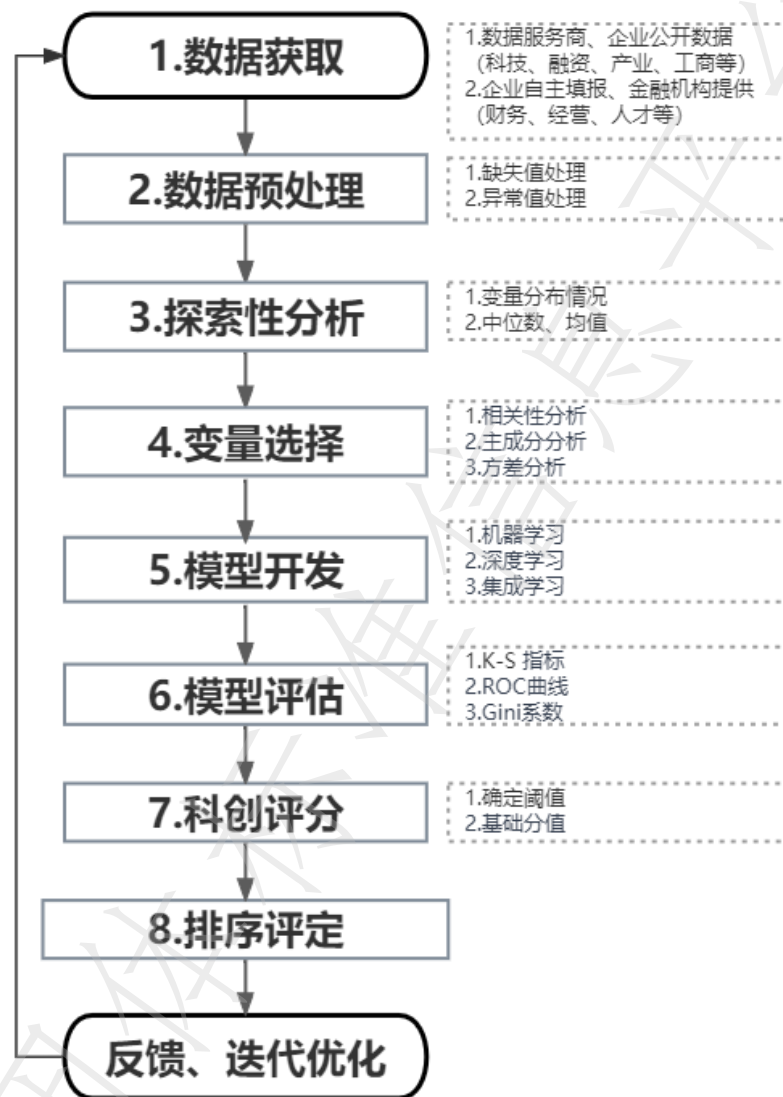 1.数据获取
1.数据服务商、企业公开数据
（科技、融资、产业、工商等）
2.企业自主填报、金融机构提供
（财务、经营、人才等）
2.数据预处理
1.缺失值处理
2.异常值处理
3.探索性分析
1.变量分布情况
2.中位数、均值
4.变量选择
1.相关性分析
2.主成分分析
3.方差分析
5.模型开发
1.机器学习
2.深度学习
3.集成学习
6.模型评估
1.K-S 指标
2.ROC曲线
3.Gini系数
7.科创评分
1.确定阈值
2.基础分值
8.排序评定
反馈、迭代优化
团体标准信息平